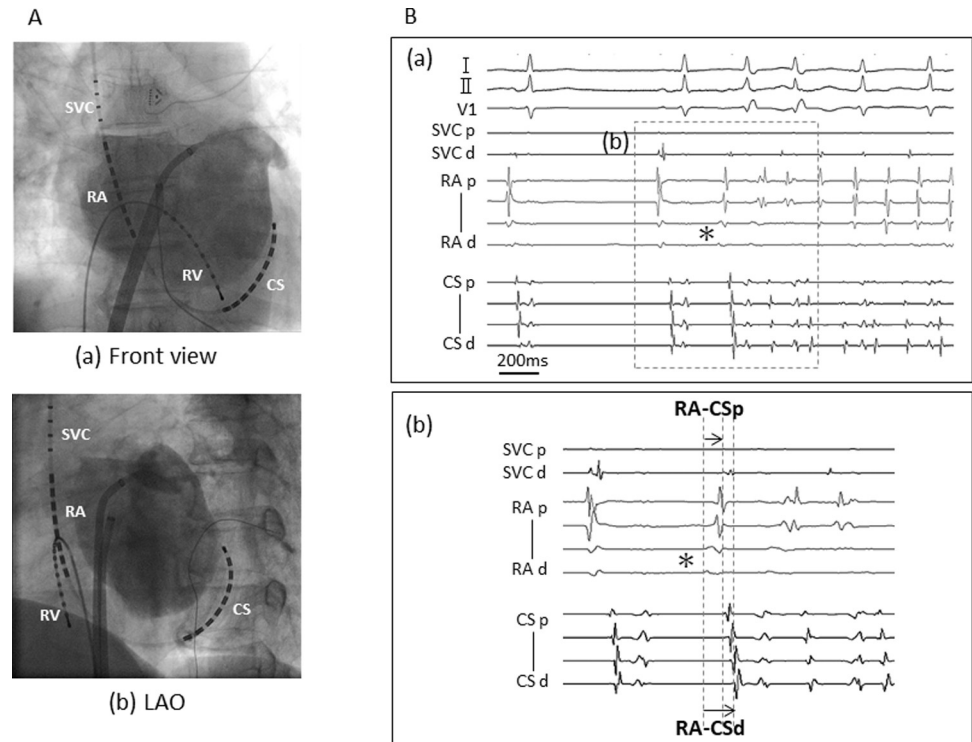 A
SVC
RA
RV
CS
(a) Front view
SVC
RA
RV
CS
(b) LAO
B
(a)
I
II
V1
SVC p
SVC d
(b)
RA p
*
RA d
CS p
CS d
200ms
(b)
RA-CSp
SVC p
SVC d
RA p
*
RA d
CS p
CS d
RA-CSd